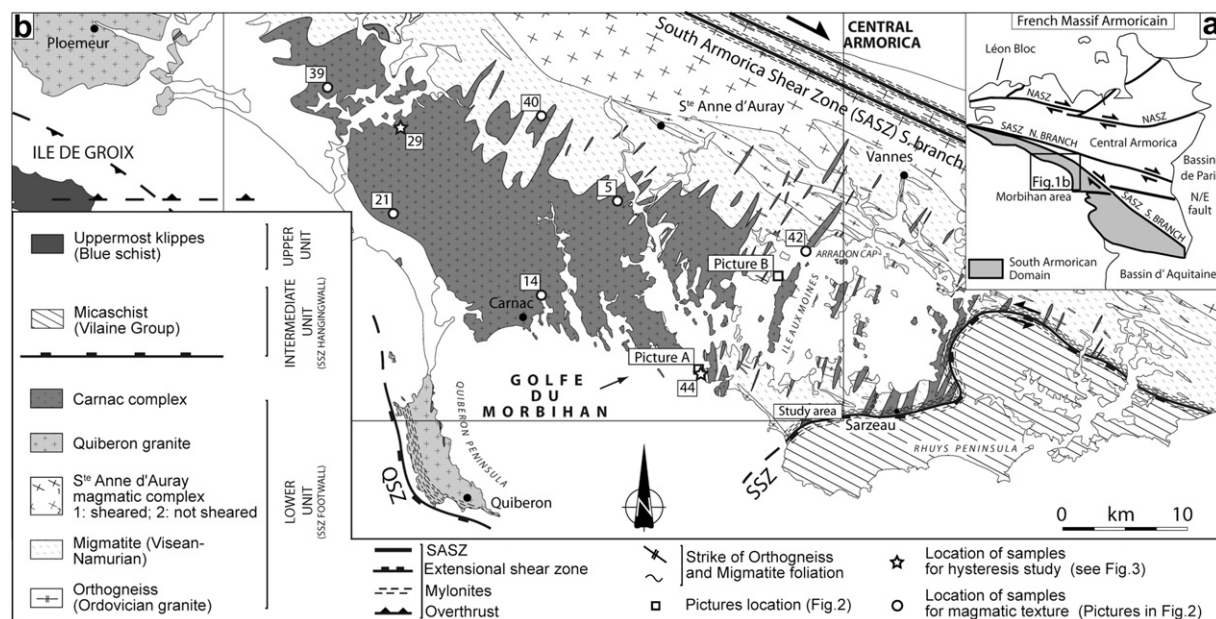 b
Ploemeur
39
40
29
5
21
42
14
Carnac
44
Picture A
Picture B
ARRADON CAP
ILE AUX MOINES
ILE DE GROIX
Ste Anne d'Auray
Vannes
CENTRAL
ARMORICA
South Armorica Shear Zone (SASZ) S. branch
GOLFE
DU
MORBIHAN
QUIBERON PENINSULA
QSZ
Quiberon
SSZ
Study area
Sarzeau
RHUYS PENINSULA
N
0 km 10
a
French Massif Armoricain
Léon Bloc
NASZ
NASZ
SASZ N. BRANCH
Central Armorica
Bassin
de Pari
Fig.1b
Morbihan area
N/E
fault
SASZ S. BRANCH
South Armorican
Domain
Bassin d'Aquitaine
Uppermost klippes
(Blue schist)
UPPER
UNIT
Micaschist
(Vilaine Group)
INTERMEDIATE
UNIT
(SSZ HANGINGWALL)
Carnac complex
Quiberon granite
Ste Anne d'Auray
magmatic complex
1: sheared; 2: not sheared
Migmatite (Visean-
Namurian)
Orthogneiss
(Ordovician granite)
LOWER
UNIT
(SSZ FOOTWALL)
SASZ
Extensional shear zone
Mylonites
Overthrust
Strike of Orthogneiss
and Migmatite foliation
Pictures location (Fig.2)
Location of samples
for hysteresis study (see Fig.3)
Location of samples
for magmatic texture (Pictures in Fig.2)